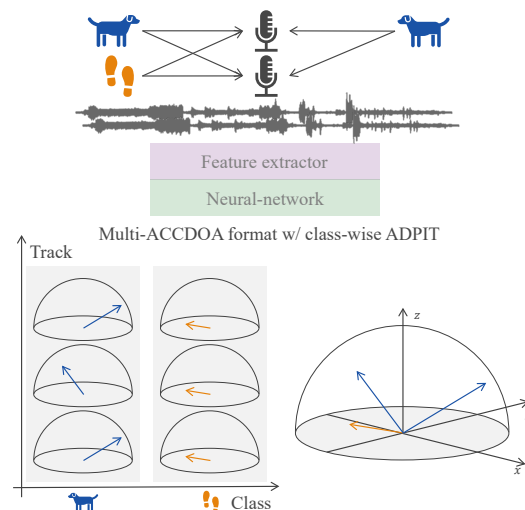 Feature extractor
Neural-network
Multi-ACCDOA format w/ class-wise ADPIT
Track
z
x
Class